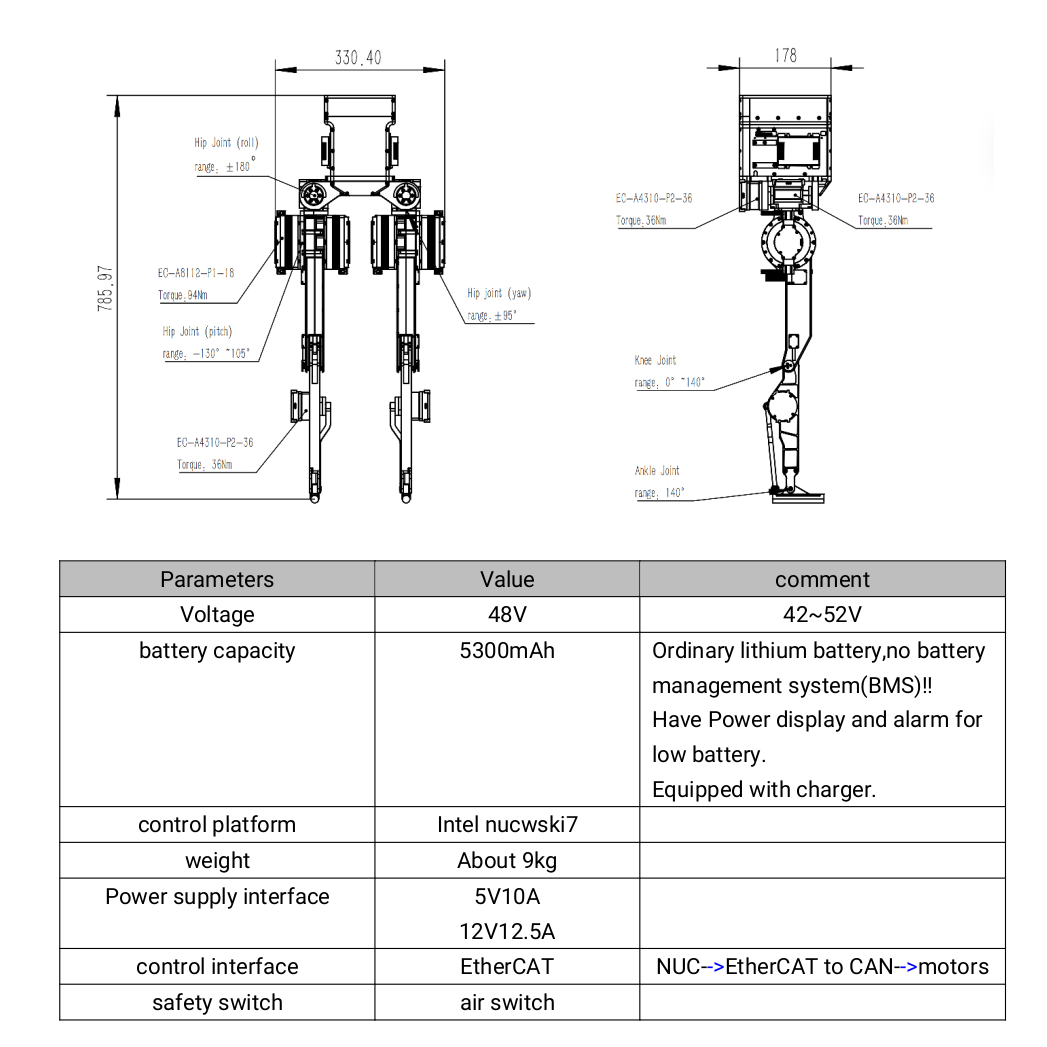 330.40
178
Hip Joint (roll)
range: ±180°
EC-A4310-P2-36
Torque:36Nm
EC-A4310-P2-36
Torque:36Nm
785.97
EC-A8112-P1-18
Torque:94Nm
Hip joint (yaw)
range: ±95°
Hip Joint (pitch)
range: -130° ~105°
Knee Joint
range: 0° ~140°
EC-A4310-P2-36
Torque: 36Nm
Ankle Joint
range: 140°
Parameters Value comment
Voltage 48V 42~52V
battery capacity 5300mAh Ordinary lithium battery,no battery
management system(BMS)!!
Have Power display and alarm for
low battery.
Equipped with charger.
control platform Intel nucwski7
weight About 9kg
Power supply interface 5V10A
12V12.5A
control interface EtherCAT NUC-->EtherCAT to CAN-->motors
safety switch air switch